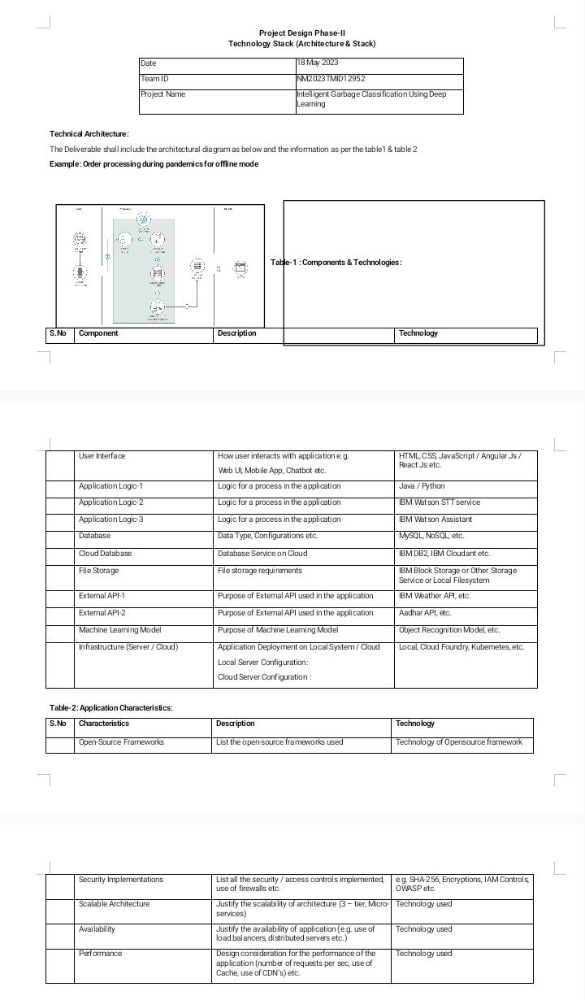 Project Design Phase-II
Technology Stack (Architecture & Stack)
Date
18 May 2023
Team ID
NM2023TMID12952
Project Name
Intelligent Garbage Classification Using Deep
Learning
Technical Architecture:
The Deliverable shall include the architectural diagram as below and the information as per the table1 & table 2
Example: Order processing during pandemics for offline mode
Table-1 : Components & Technologies:
S.No Component Description Technology
User Interface
How user interacts with application e.g.
Web UI, Mobile App, Chatbot etc.
HTML, CSS, JavaScript / Angular Js /
React Js etc.
Application Logic-1 Logic for a process in the application Java / Python
Application Logic-2 Logic for a process in the application IBM Watson STT service
Application Logic-3 Logic for a process in the application IBM Watson Assistant
Database Data Type, Configurations etc. MySQL, NoSQL, etc.
Cloud Database Database Service on Cloud IBM DB2, IBM Cloudant etc.
File Storage File storage requirements IBM Block Storage or Other Storage
Service or Local Filesystem
External API-1 Purpose of External API used in the application IBM Weather API, etc.
External API-2 Purpose of External API used in the application Aadhar API, etc.
Machine Learning Model Purpose of Machine Learning Model Object Recognition Model, etc.
Infrastructure (Server / Cloud) Application Deployment on Local System / Cloud Local, Cloud Foundry, Kubernetes, etc.
Local Server Configuration:
Cloud Server Configuration :
Table-2: Application Characteristics:
S.No Characteristics Description Technology
Open-Source Frameworks List the open-source frameworks used Technology of Opensource framework
Security Implementations
List all the security / access controls implemented,
use of firewalls etc.
e.g. SHA-256, Encryptions, IAM Controls,
OWASP etc.
Scalable Architecture
Justify the scalability of architecture (3 – tier, Micro-
services)
Technology used
Availability
Justify the availability of application (e.g. use of
load balancers, distributed servers etc.)
Technology used
Performance
Design consideration for the performance of the
application (number of requests per sec, use of
Cache, use of CDN's) etc.
Technology used